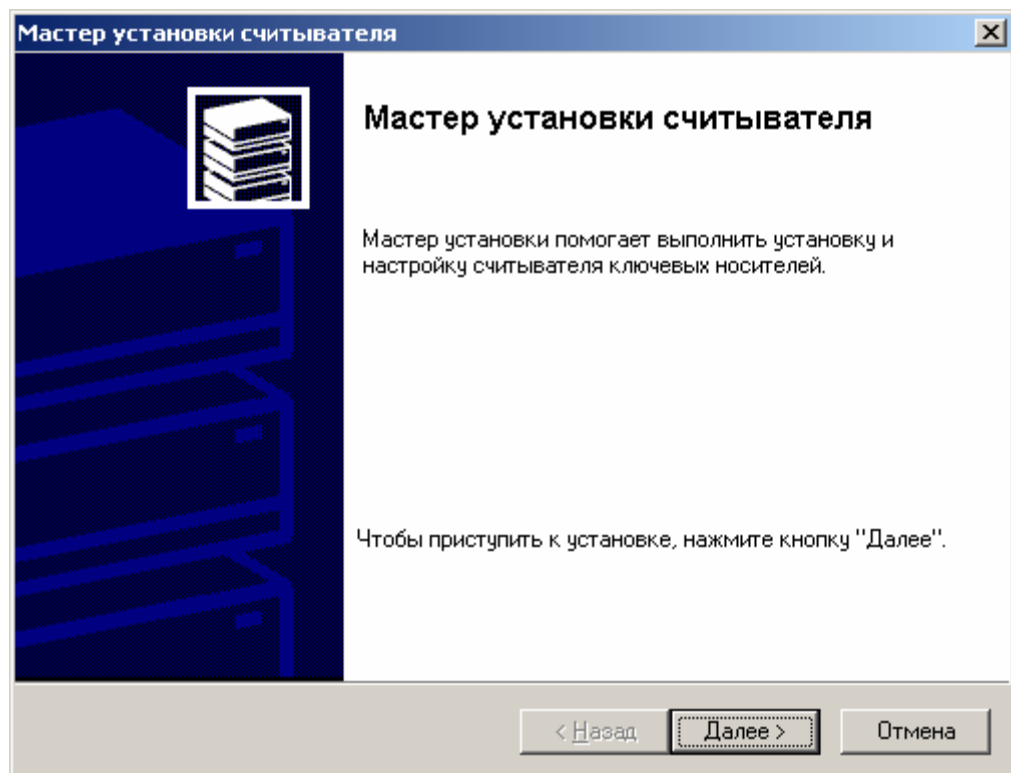 Мастер установки считывателя
Мастер установки считывателя
Мастер установки помогает выполнить установку и
настройку считывателя ключевых носителей.
Чтобы приступить к установке, нажмите кнопку "Далее".
< Назад
Далее >
Отмена